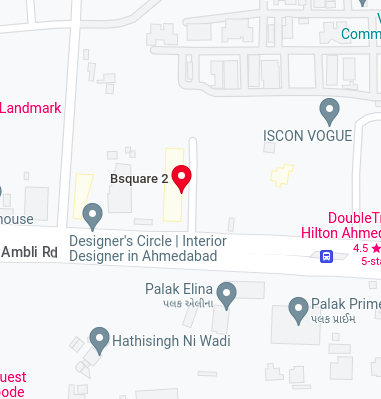 Comm
Landmark
ISCON VOGUE
Bsquare 2
house
DoubleTr
Hilton Ahmed
4.5
5-sta
Designer's Circle | Interior
Designer in Ahmedabad
Ambli Rd
Palak Elina
પલક એલીના
Palak Prime
પલક પ્રાઈમ
Hathisingh Ni Wadi
uest
ode